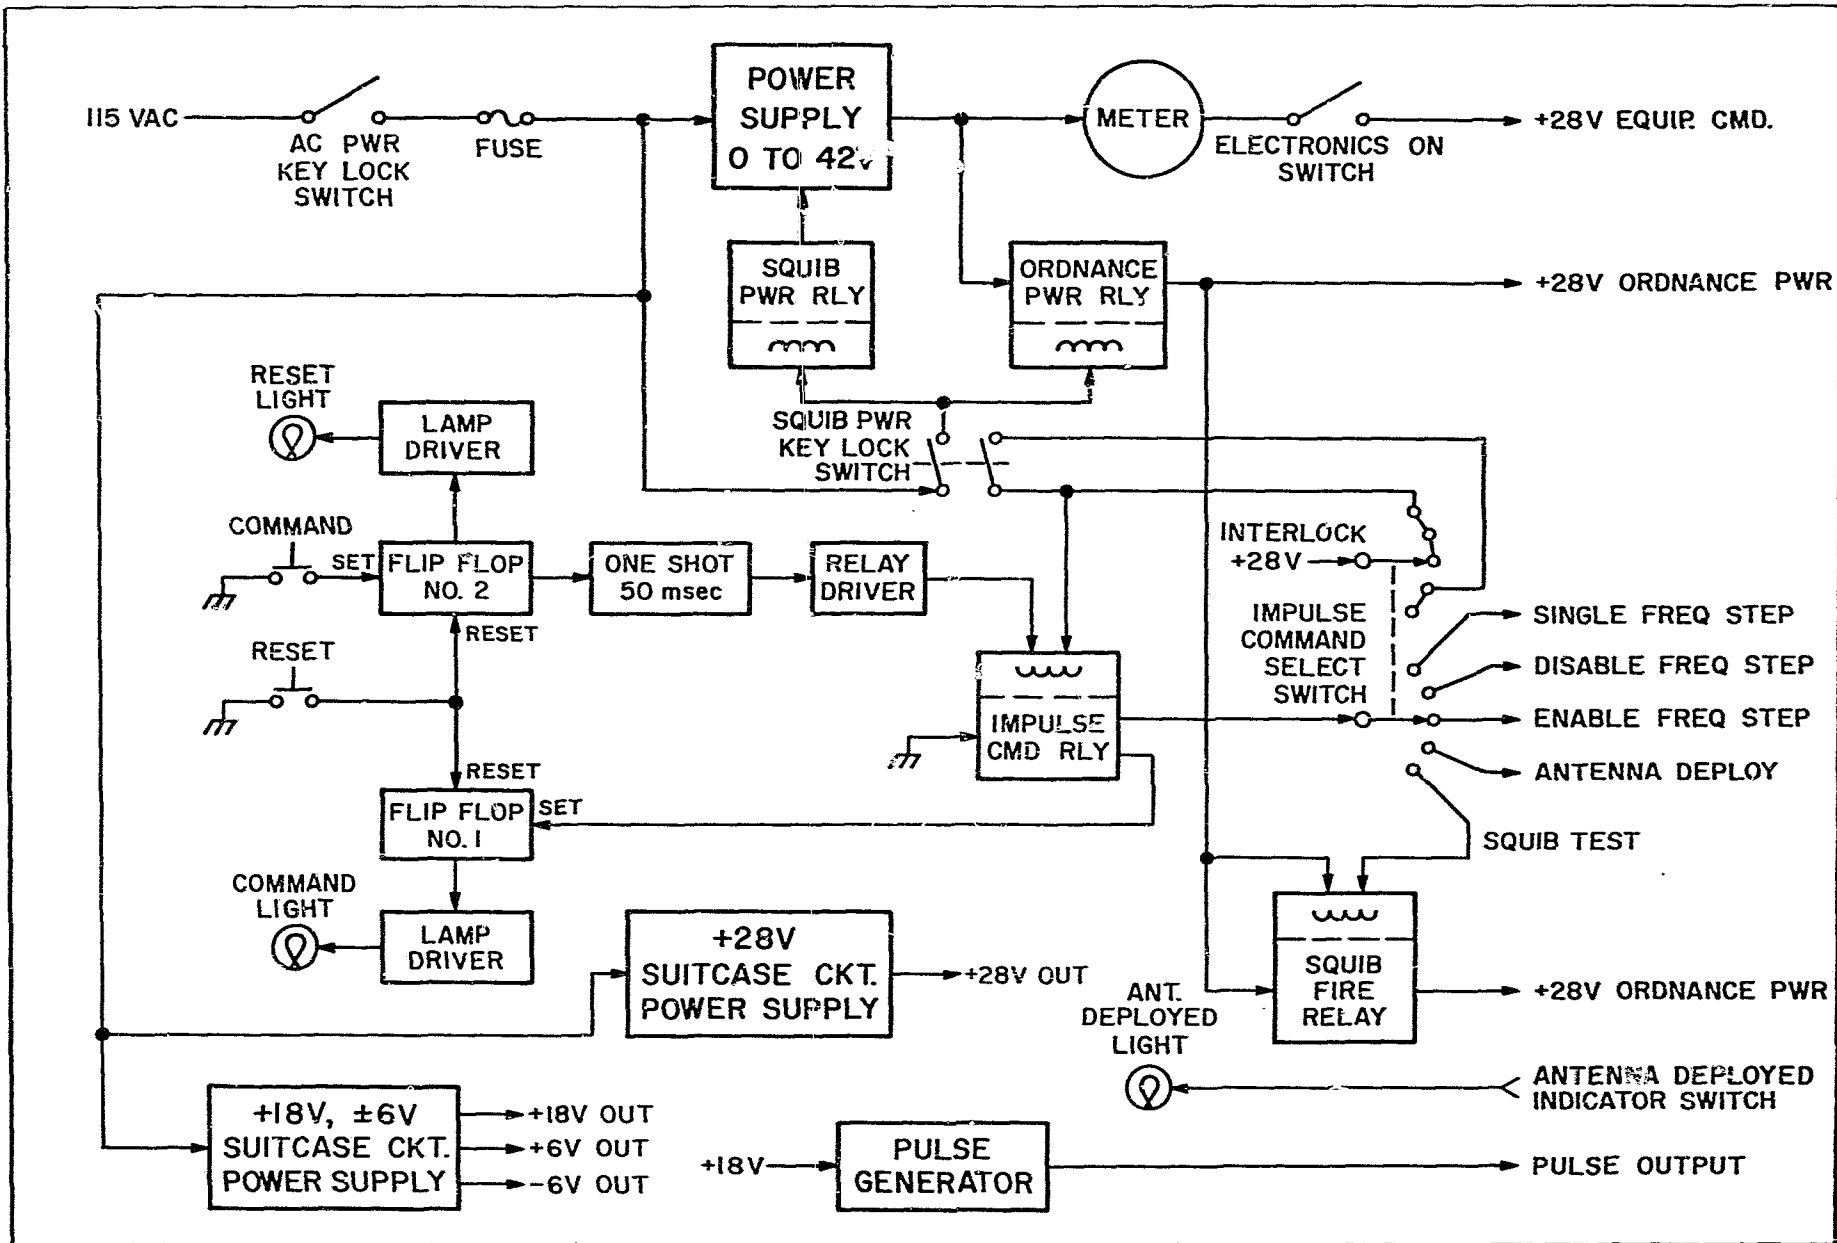 115 VAC
AC PWR
KEY LOCK
SWITCH
FUSE
POWER
SUPPLY
0 TO 42V
METER
ELECTRONICS ON
SWITCH
+28V EQUIP. CMD.
SQUIB
PWR RLY
ORDNANCE
PWR RLY
+28V ORDNANCE PWR
RESET
LIGHT
LAMP
DRIVER
SQUIB PWR
KEY LOCK
SWITCH
COMMAND
SET
FLIP FLOP
NO. 2
RESET
ONE SHOT
50 msec
RELAY
DRIVER
INTERLOCK
+28V
IMPULSE
COMMAND
SELECT
SWITCH
SINGLE FREQ STEP
DISABLE FREQ STEP
ENABLE FREQ STEP
ANTENNA DEPLOY
SQUIB TEST
RESET
IMPULSE
CMD RLY
RESET
FLIP FLOP
NO. 1
SET
COMMAND
LIGHT
LAMP
DRIVER
+28V
SUITCASE CKT.
POWER SUPPLY
+28V OUT
SQUIB
FIRE
RELAY
+28V ORDNANCE PWR
ANT.
DEPLOYED
LIGHT
ANTENNA DEPLOYED
INDICATOR SWITCH
+18V, ±6V
SUITCASE CKT.
POWER SUPPLY
+18V OUT
+6V OUT
-6V OUT
+18V
PULSE
GENERATOR
PULSE OUTPUT